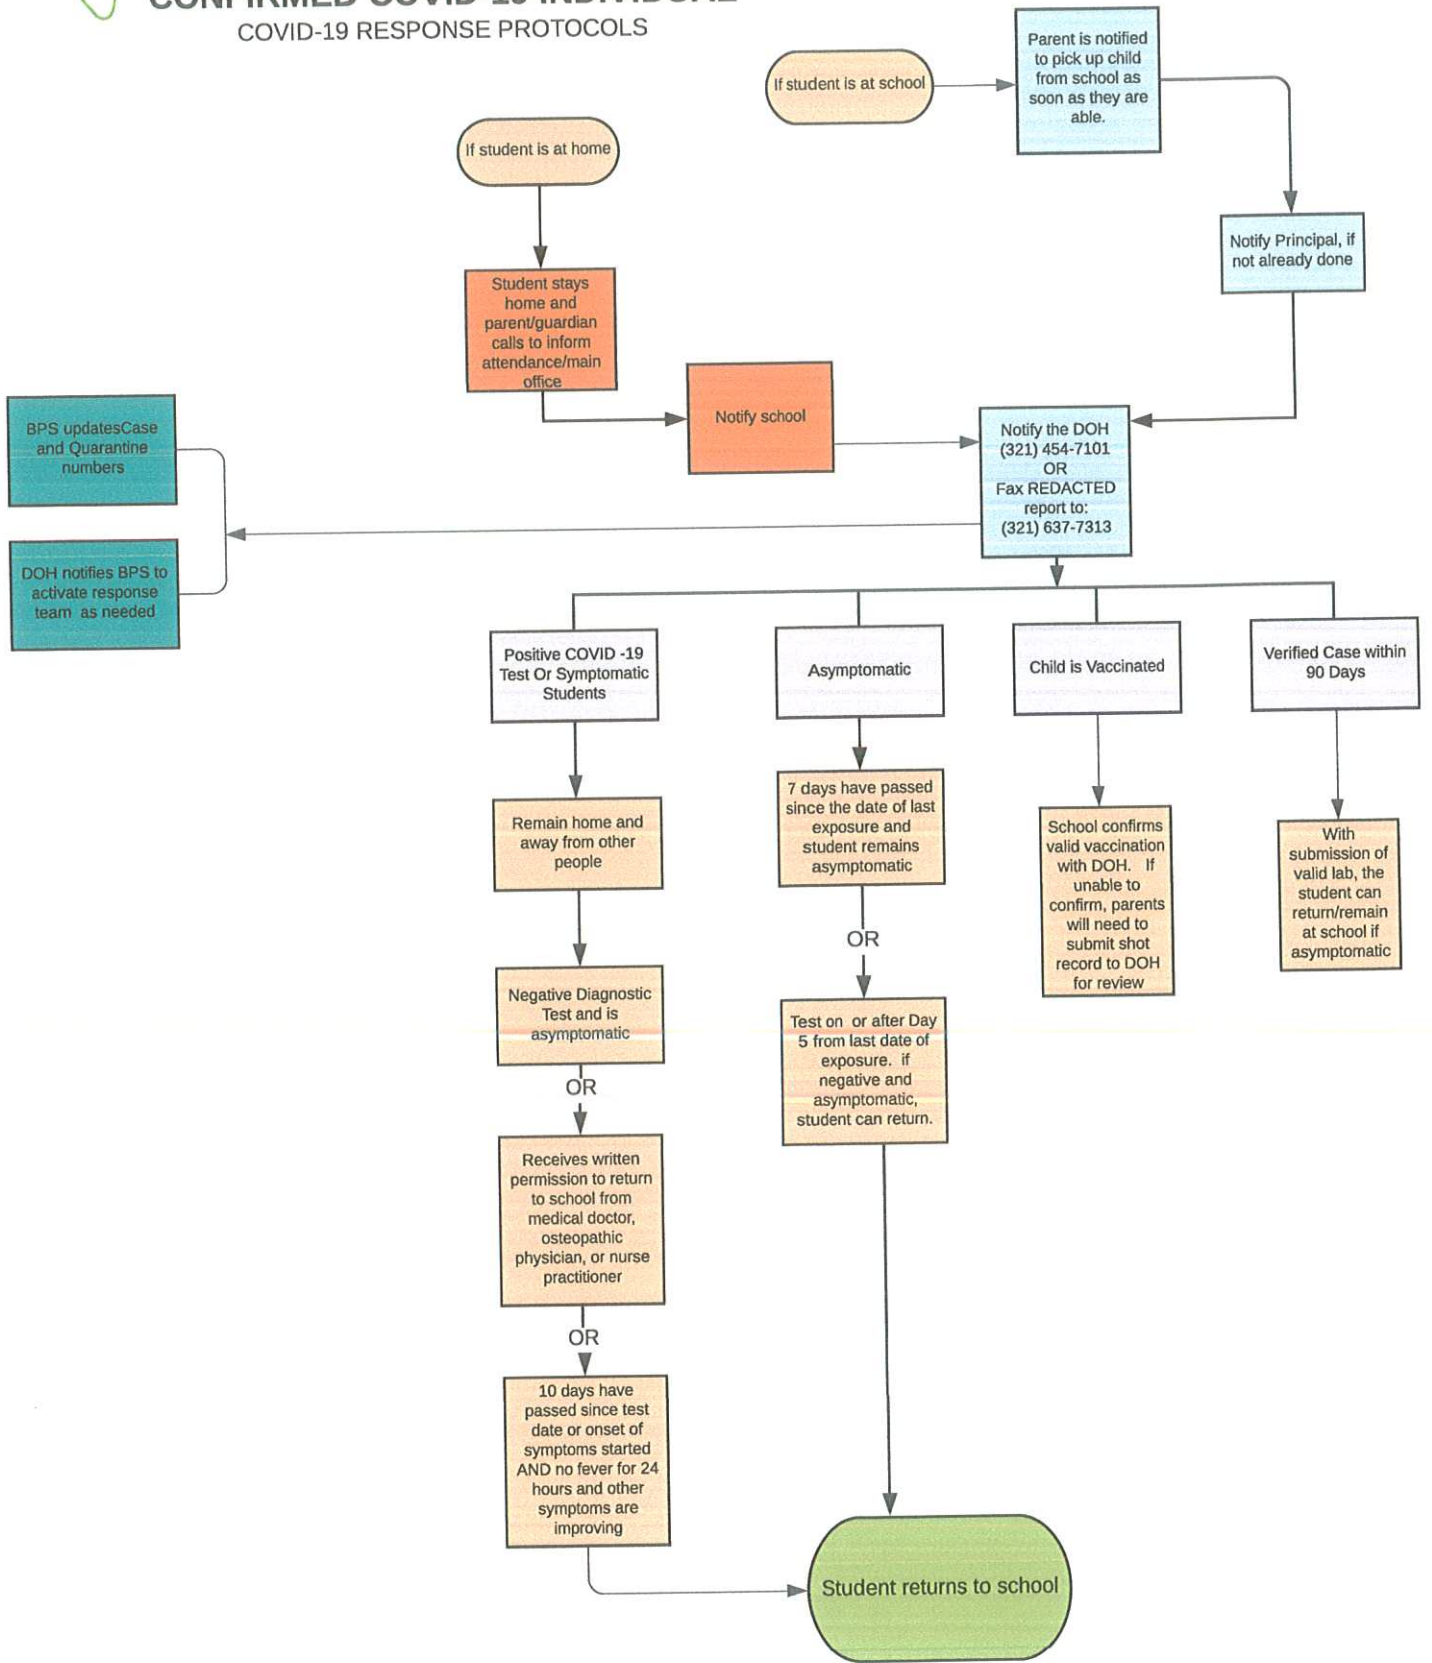 CONFIRMED COVID-19 INDIVIDUAL
COVID-19 RESPONSE PROTOCOLS
If student is at school
Parent is notified
to pick up child
from school as
soon as they are
able.
If student is at home
Notify Principal, if
not already done
Student stays
home and
parent/guardian
calls to inform
attendance/main
office
Notify school
Notify the DOH
(321) 454-7101
OR
Fax REDACTED
report to:
(321) 637-7313
BPS updatesCase
and Quarantine
numbers
DOH notifies BPS to
activate response
team as needed
Positive COVID -19
Test Or Symptomatic
Students
Remain home and
away from other
people
Negative Diagnostic
Test and is
asymptomatic
OR
Receives written
permission to return
to school from
medical doctor,
osteopathic
physician, or nurse
practitioner
OR
10 days have
passed since test
date or onset of
symptoms started
AND no fever for 24
hours and other
symptoms are
improving
Asymptomatic
7 days have passed
since the date of last
exposure and
student remains
asymptomatic
OR
Test on or after Day
5 from last date of
exposure. if
negative and
asymptomatic,
student can return.
Child is Vaccinated
School confirms
valid vaccination
with DOH. If
unable to
confirm, parents
will need to
submit shot
record to DOH
for review
Verified Case within
90 Days
With
submission of
valid lab, the
student can
return/remain
at school if
asymptomatic
Student returns to school